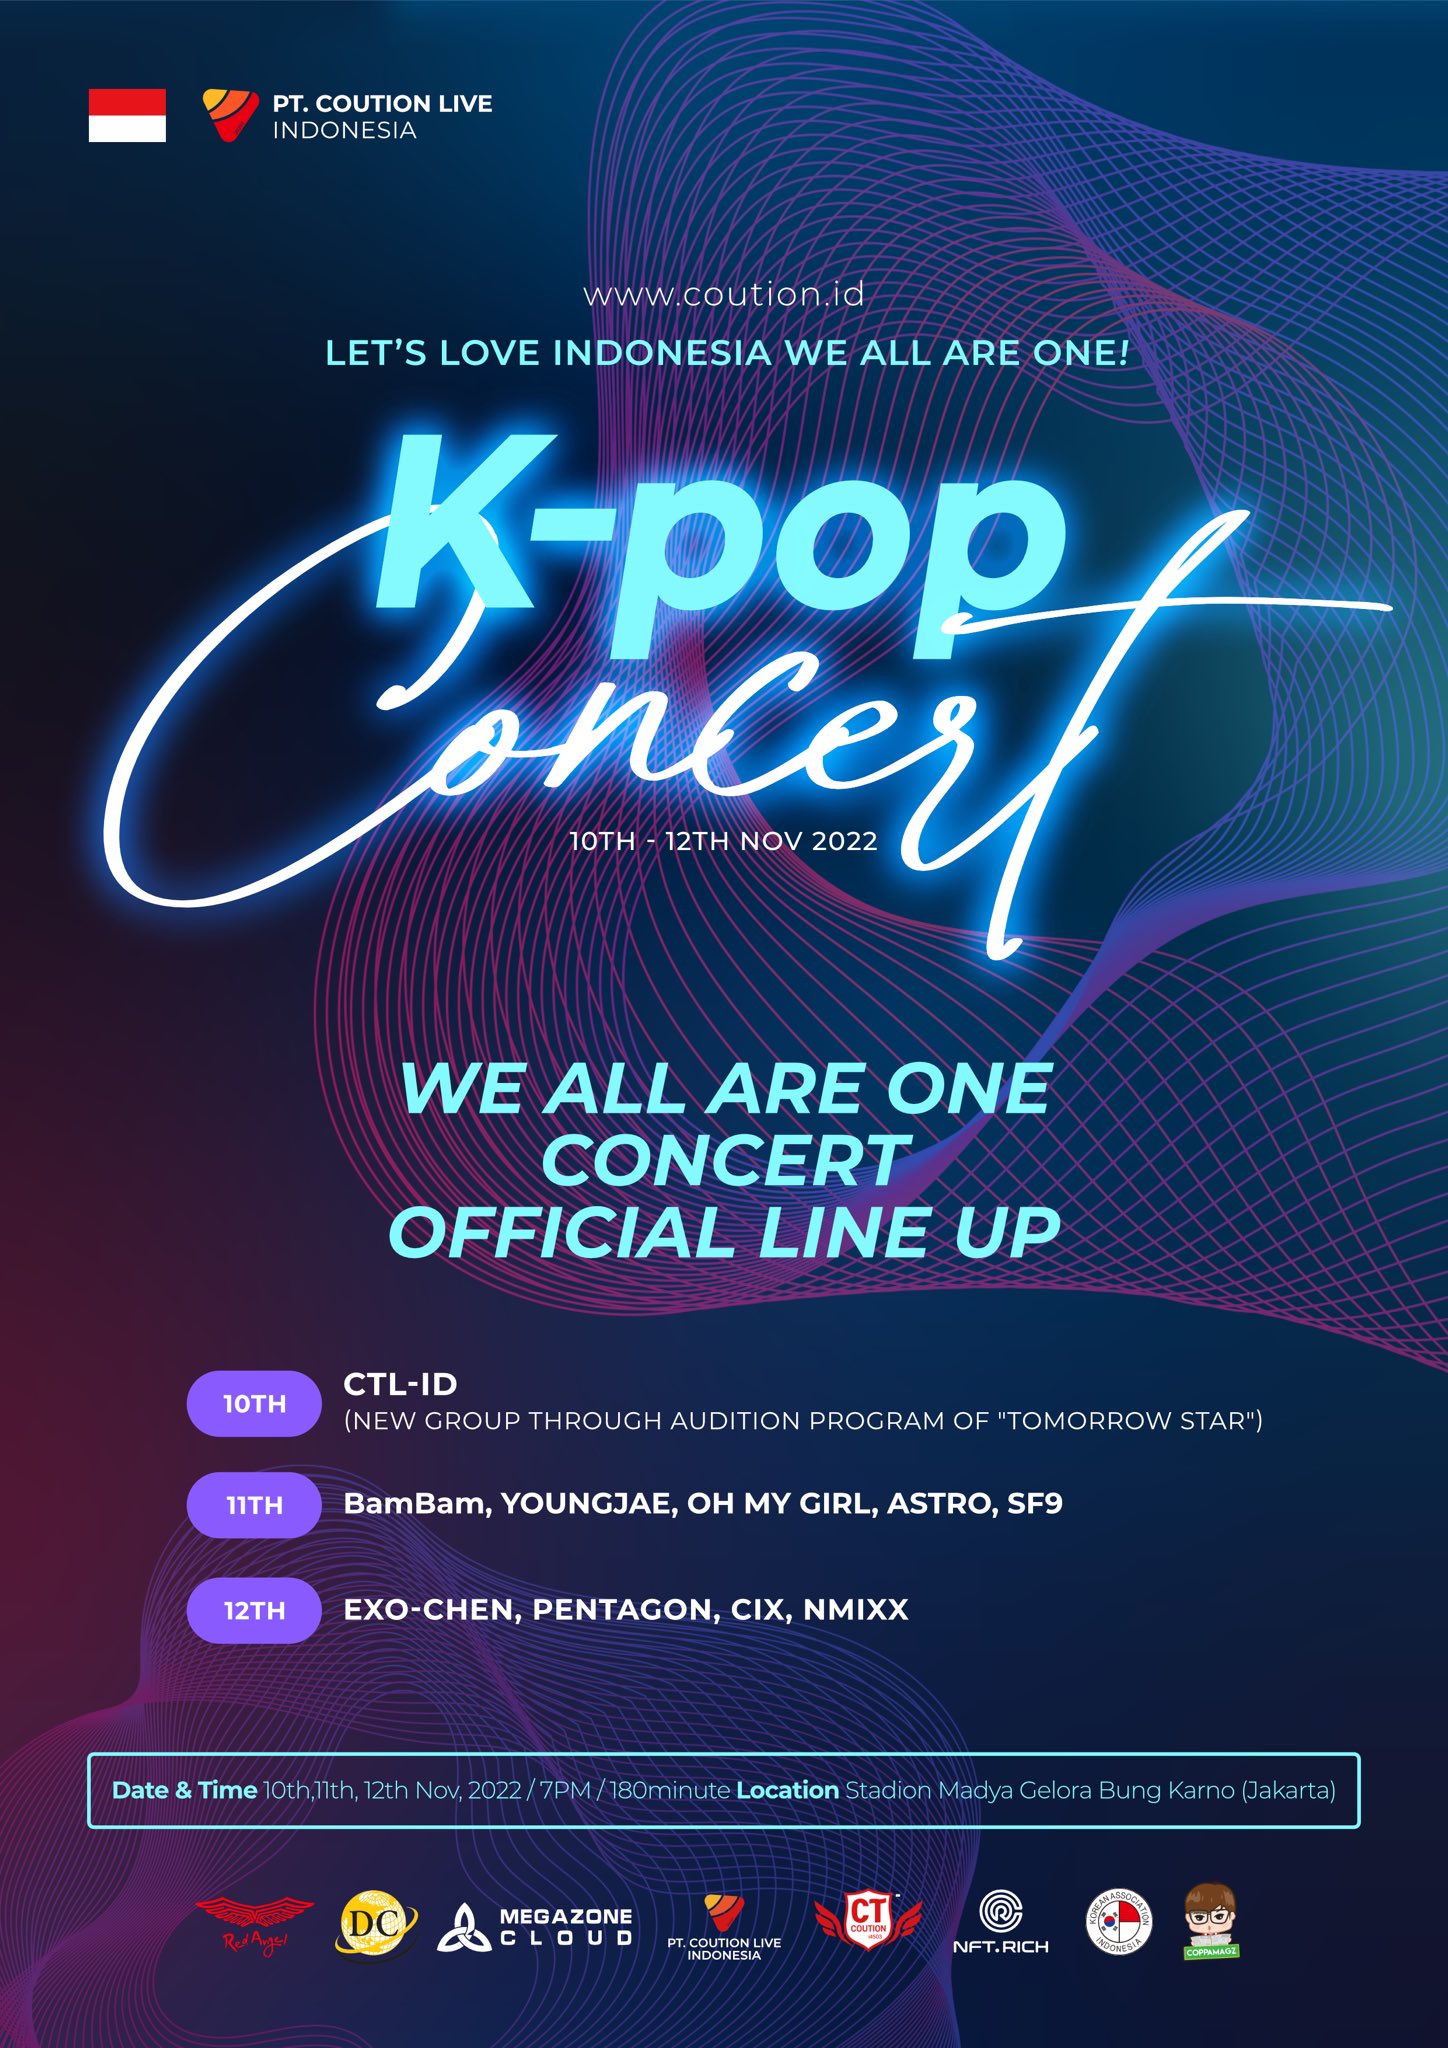 PT. COUTION LIVE
INDONESIA
www.coution.id
LET'S LOVE INDONESIA WE ALL ARE ONE!
K-pop
Concert
10TH - 12TH NOV 2022
WE ALL ARE ONE
CONCERT
OFFICIAL LINE UP
10TH
CTL-ID
(NEW GROUP THROUGH AUDITION PROGRAM OF "TOMORROW STAR")
11TH
BamBam, YOUNGJAE, OH MY GIRL, ASTRO, SF9
12TH
EXO-CHEN, PENTAGON, CIX, NMIXX
Date & Time 10th,11th, 12th Nov, 2022 / 7PM / 180minute Location Stadion Madya Gelora Bung Karno (Jakarta)
Red Angel
DC
MEGAZONE
CLOUD
PT. COUTION LIVE
INDONESIA
CT
COUTION
NFT.RICH
KOREAN ASSOCIATION
INDONESIA
COPPAMAGZ